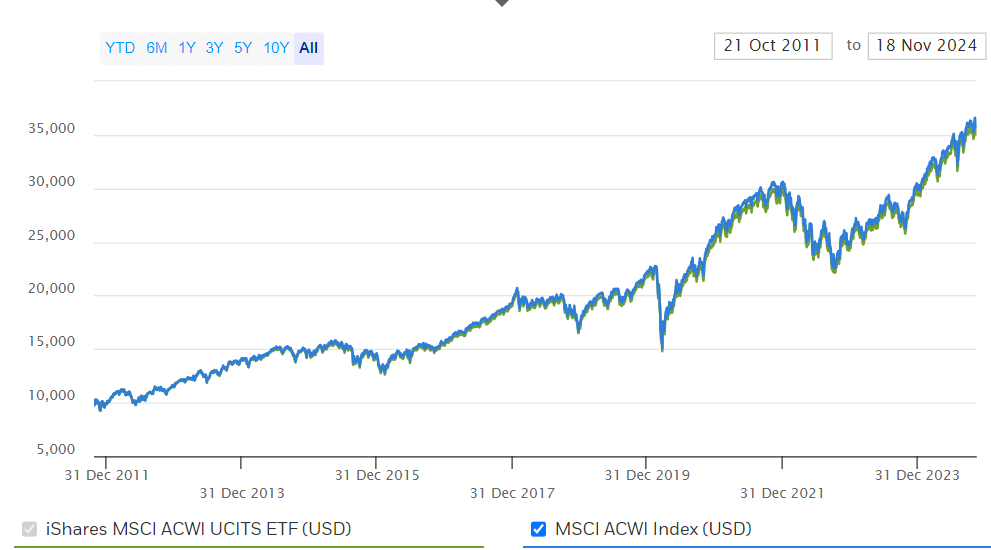 YTD 6M 1Y 3Y 5Y 10Y All 21 Oct 2011 to 18 Nov 2024
35,000
30,000
25,000
20,000
15,000
10,000
5,000
31 Dec 2011 31 Dec 2015 31 Dec 2019 31 Dec 2023
31 Dec 2013 31 Dec 2017 31 Dec 2021
iShares MSCI ACWI UCITS ETF (USD) MSCI ACWI Index (USD)